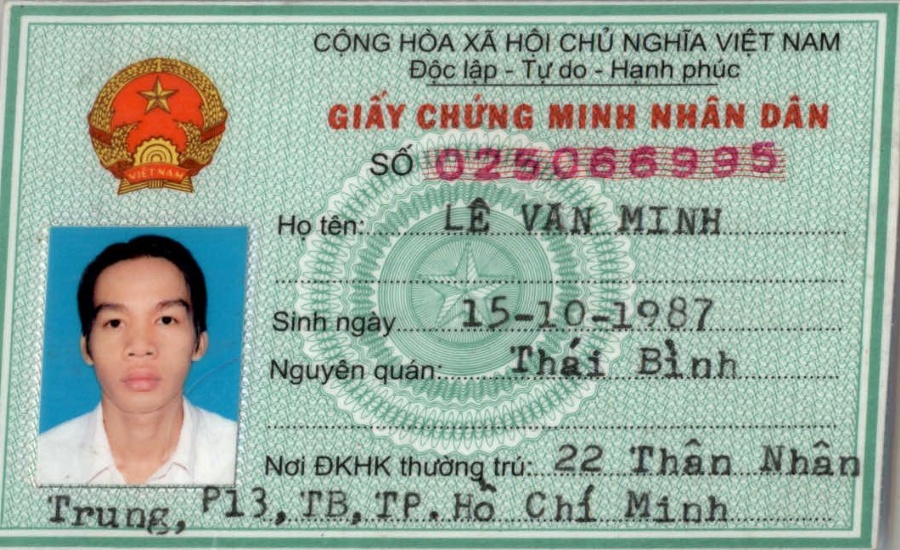 CỘNG HÒA XÃ HỘI CHỦ NGHĨA VIỆT NAM
Độc lập - Tự do - Hạnh phúc
GIẤY CHỨNG MINH NHÂN DÂN
SỐ 025066995
VIỆT NAM
Họ tên: LÊ VĂN MINH
Sinh ngày 15-10-1987
Nguyên quán: Thái Bình
Nơi ĐKHK thường trú: 22 Thân Nhân
Trung, P13, TB, TP. Hồ Chí Minh